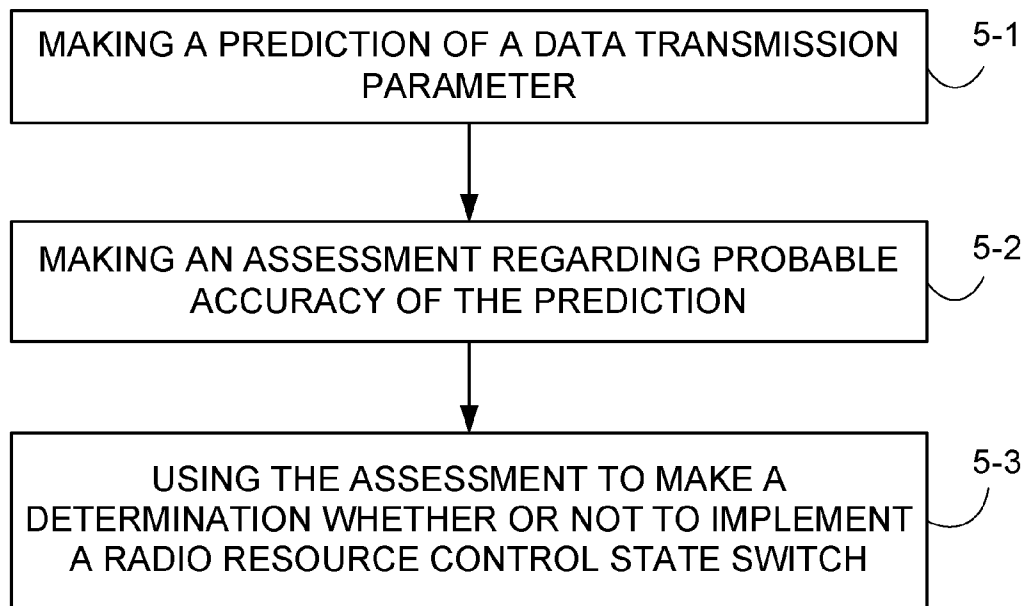 MAKING A PREDICTION OF A DATA TRANSMISSION
PARAMETER
5-1
MAKING AN ASSESSMENT REGARDING PROBABLE
ACCURACY OF THE PREDICTION
5-2
USING THE ASSESSMENT TO MAKE A
DETERMINATION WHETHER OR NOT TO IMPLEMENT
A RADIO RESOURCE CONTROL STATE SWITCH
5-3